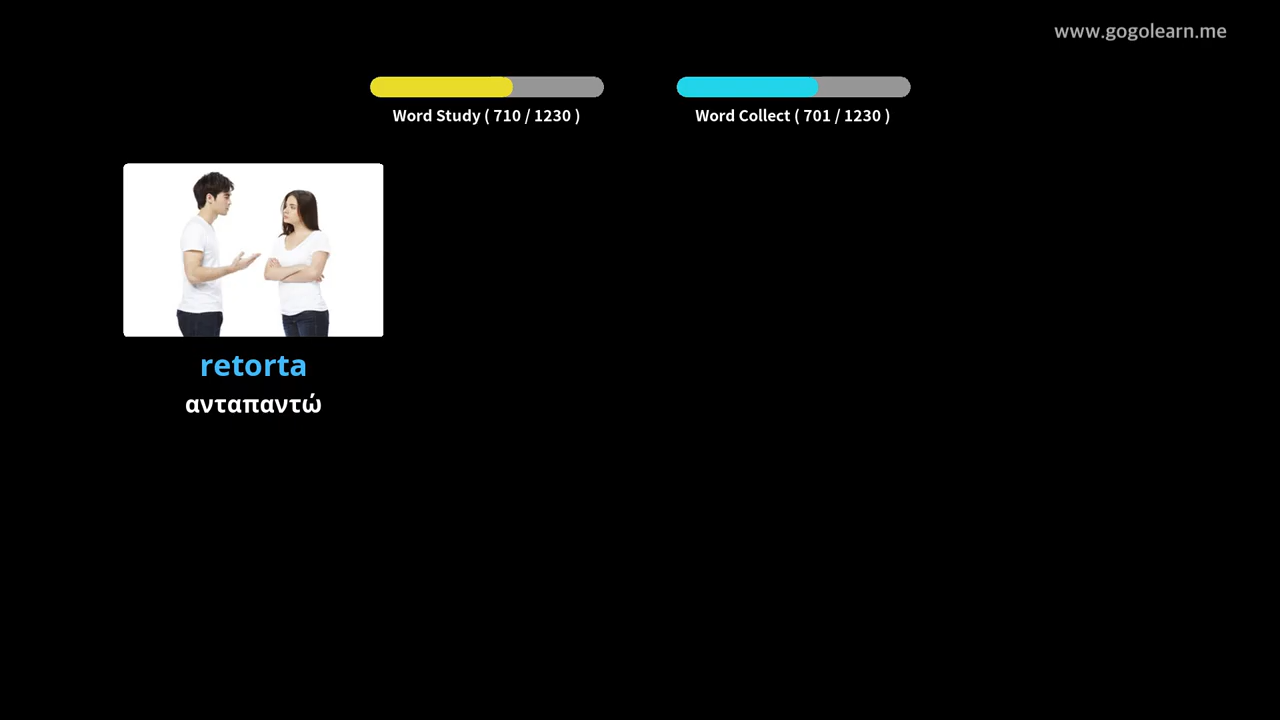 www.gogolearn.me
Word Study ( 710 / 1230 )
Word Collect ( 701 / 1230 )
retorta
ανταπαντώ